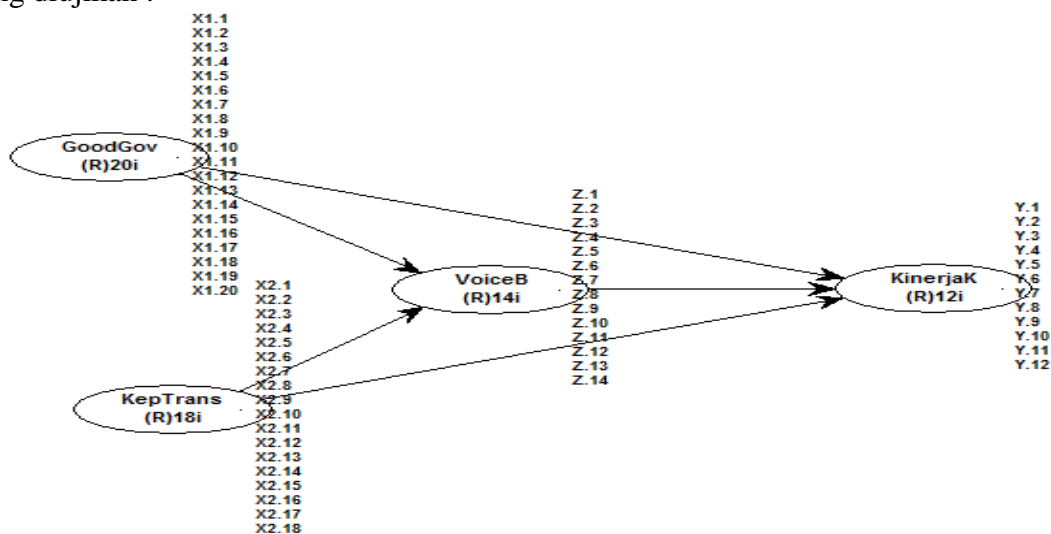 ng diujikan :
X1.1
X1.2
X1.3
X1.4
X1.5
X1.6
X1.7
X1.8
X1.9
X1.10
X1.11
X1.12
X1.13
X1.14
X1.15
X1.16
X1.17
X1.18
X1.19
X1.20
GoodGov
(R)20i
X2.1
X2.2
X2.3
X2.4
X2.5
X2.6
X2.7
X2.8
X2.9
X2.10
X2.11
X2.12
X2.13
X2.14
X2.15
X2.16
X2.17
X2.18
KepTrans
(R)18i
VoiceB
(R)14i
Z.1
Z.2
Z.3
Z.4
Z.5
Z.6
Z.7
Z.8
Z.9
Z.10
Z.11
Z.12
Z.13
Z.14
KinerjaK
(R)12i
Y.1
Y.2
Y.3
Y.4
Y.5
Y.6
Y.7
Y.8
Y.9
Y.10
Y.11
Y.12